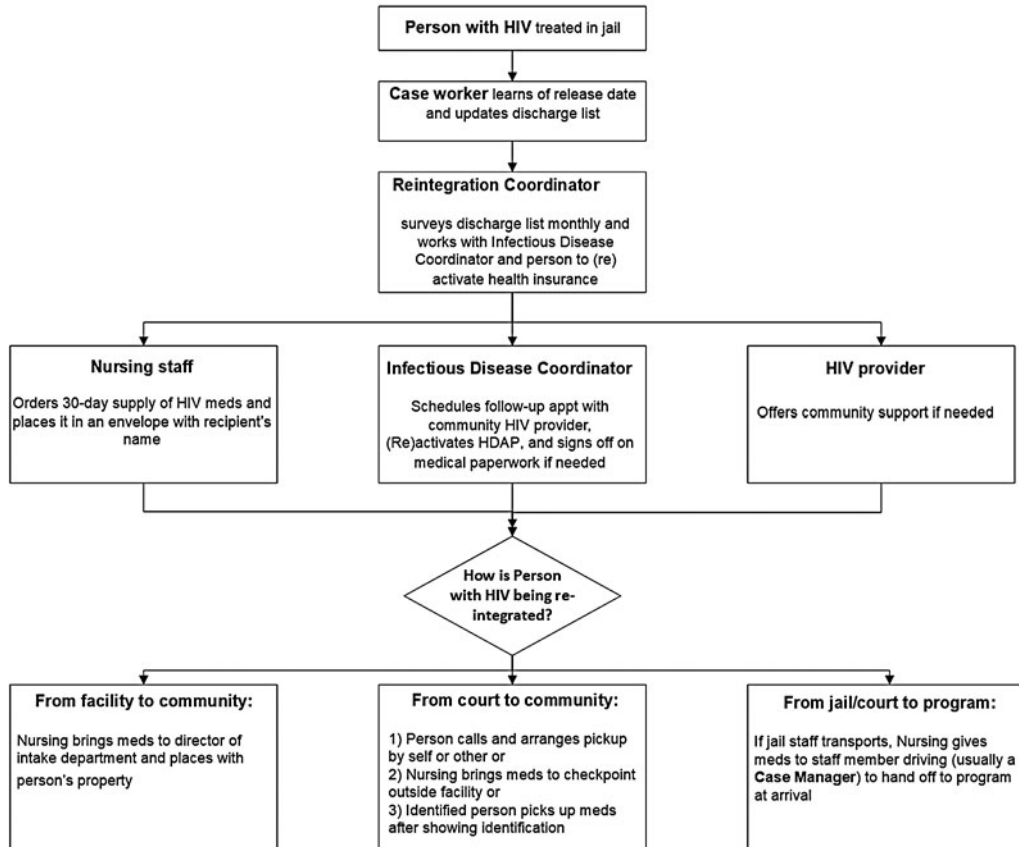 Person with HIV treated in jail
Case worker learns of release date
and updates discharge list
Reintegration Coordinator
surveys discharge list monthly and
works with Infectious Disease
Coordinator and person to (re)
activate health insurance
Nursing staff
Orders 30-day supply of HIV meds and
places it in an envelope with recipient's
name
Infectious Disease Coordinator
Schedules follow-up appt with
community HIV provider,
(Re)activates HDAP, and signs off on
medical paperwork if needed
HIV provider
Offers community support if needed
How is Person
with HIV being re-
integrated?
From facility to community:
Nursing brings meds to director of
intake department and places with
person's property
From court to community:
1) Person calls and arranges pickup
by self or other or
2) Nursing brings meds to checkpoint
outside facility or
3) Identified person picks up meds
after showing identification
From jail/court to program:
If jail staff transports, Nursing gives
meds to staff member driving (usually a
Case Manager) to hand off to program
at arrival